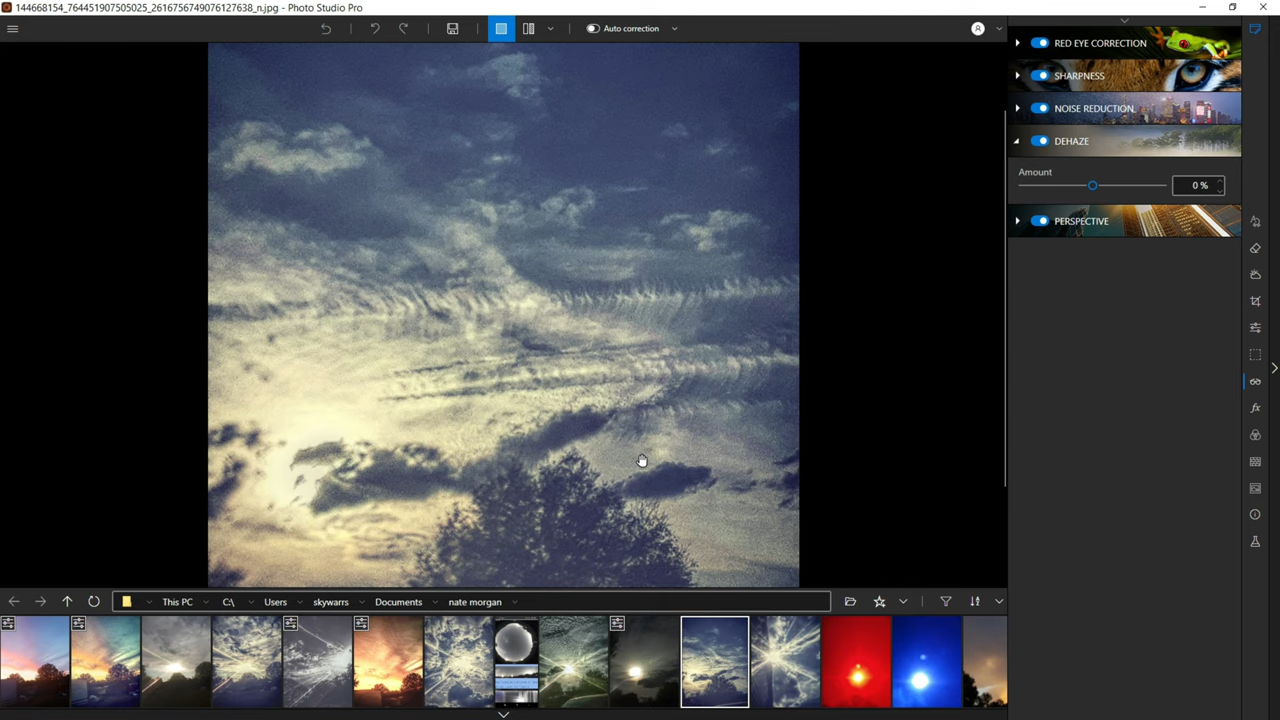 144668154_764451907505025_2616756749076127638_n.jpg - Photo Studio Pro
Auto correction
RED EYE CORRECTION
SHARPNESS
NOISE REDUCTION
DEHAZE
Amount
0 %
PERSPECTIVE
This PC
C:\
Users
skywarrs
Documents
nate morgan